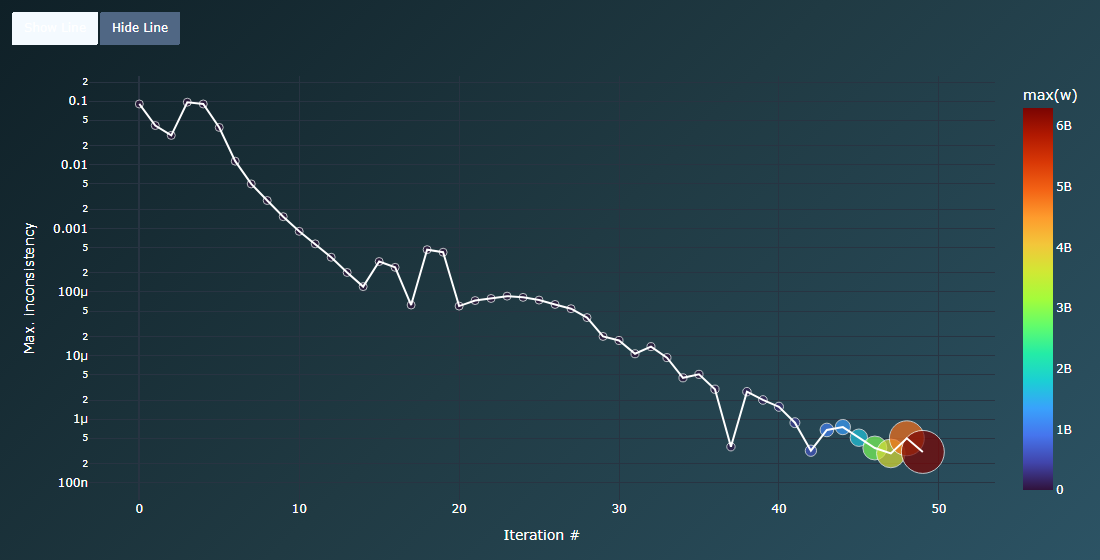 Show Line
Hide Line
max(w)
2
0.1
5
2
0.01
5
2
0.001
5
2
100μ
5
2
10μ
5
2
1μ
5
2
100n
Max. Inconsistency
0
10
20
30
40
50
Iteration #
6B
5B
4B
3B
2B
1B
0